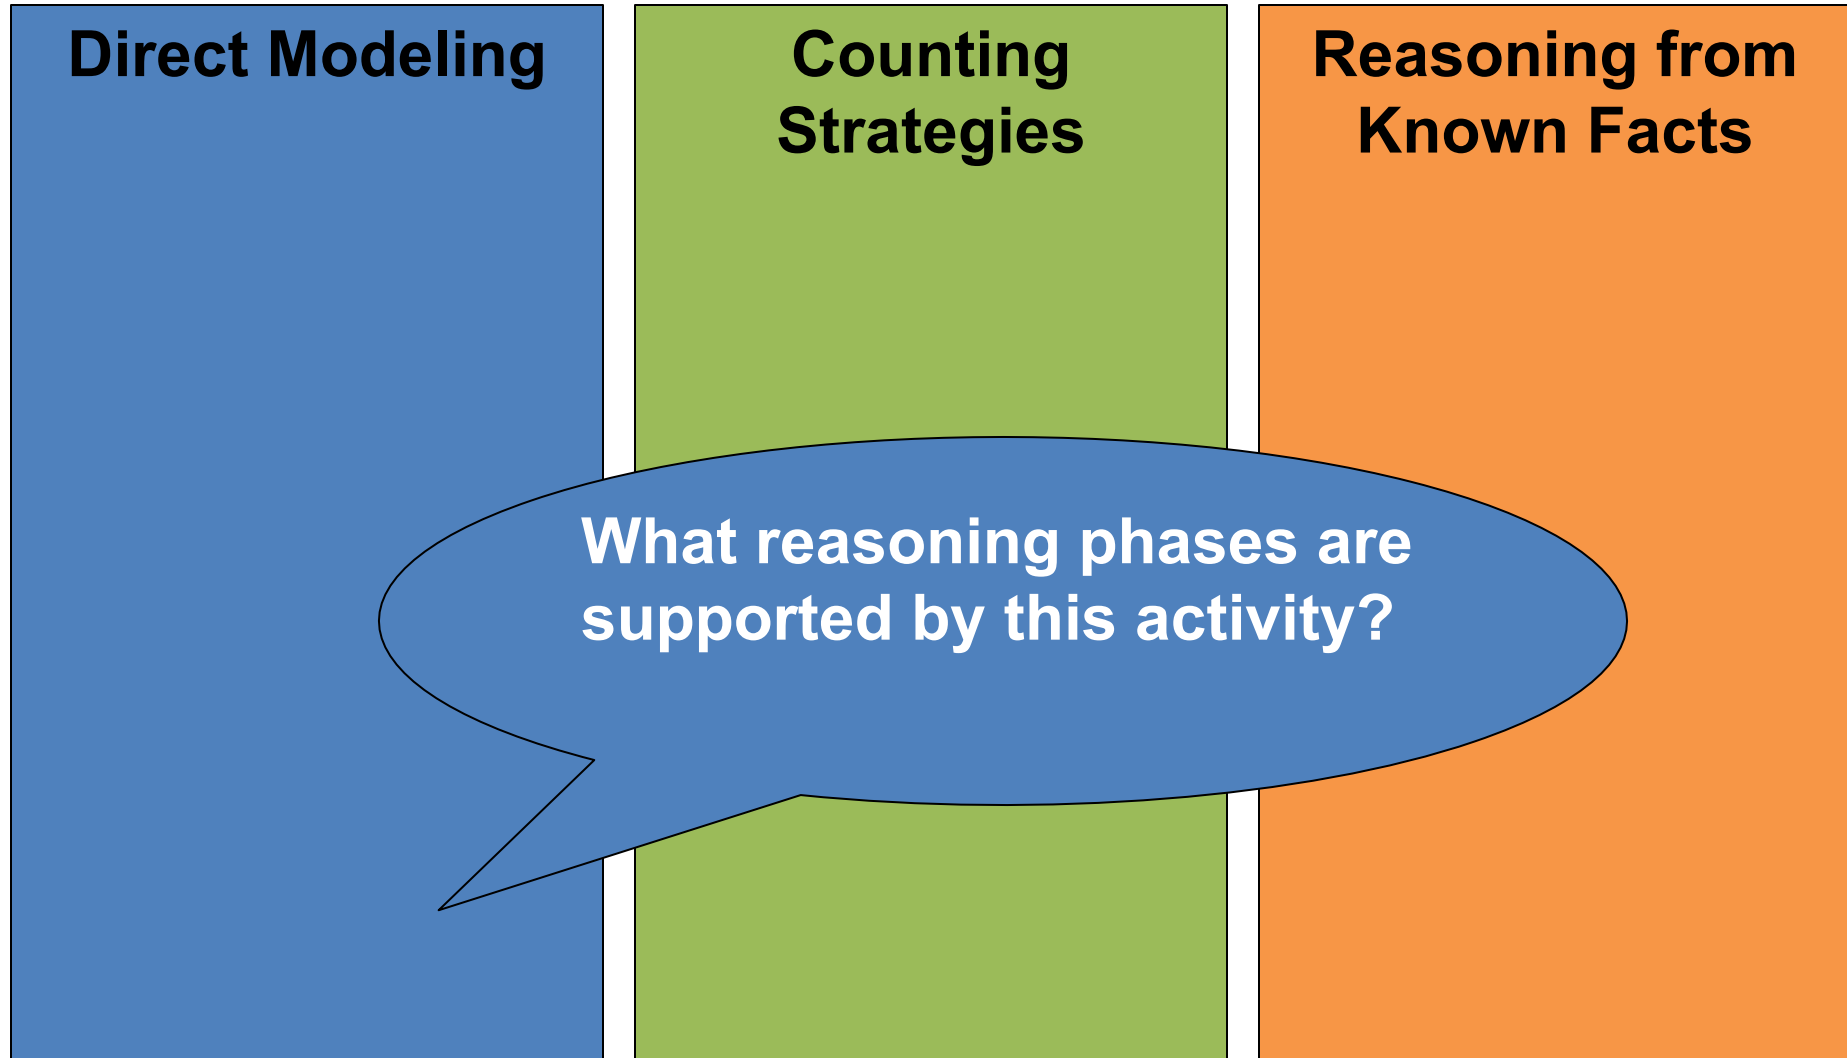 Direct Modeling
Counting
Strategies
Reasoning from
Known Facts
What reasoning phases are
supported by this activity?